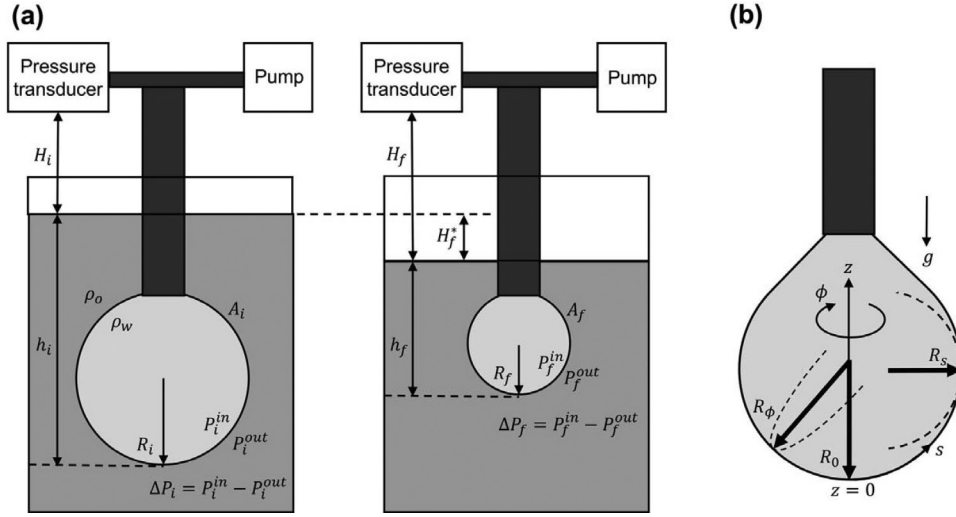 (a)
Pressure
transducer
Pump
H_i
h_i
ρ_o
ρ_w
A_i
R_i
P_i^{in}
P_i^{out}
ΔP_i = P_i^{in} − P_i^{out}
Pressure
transducer
Pump
H_f
H_f^*
h_f
A_f
R_f
P_f^{in}
P_f^{out}
ΔP_f = P_f^{in} − P_f^{out}
(b)
g
z
ϕ
R_s
R_ϕ
R_0
s
z = 0